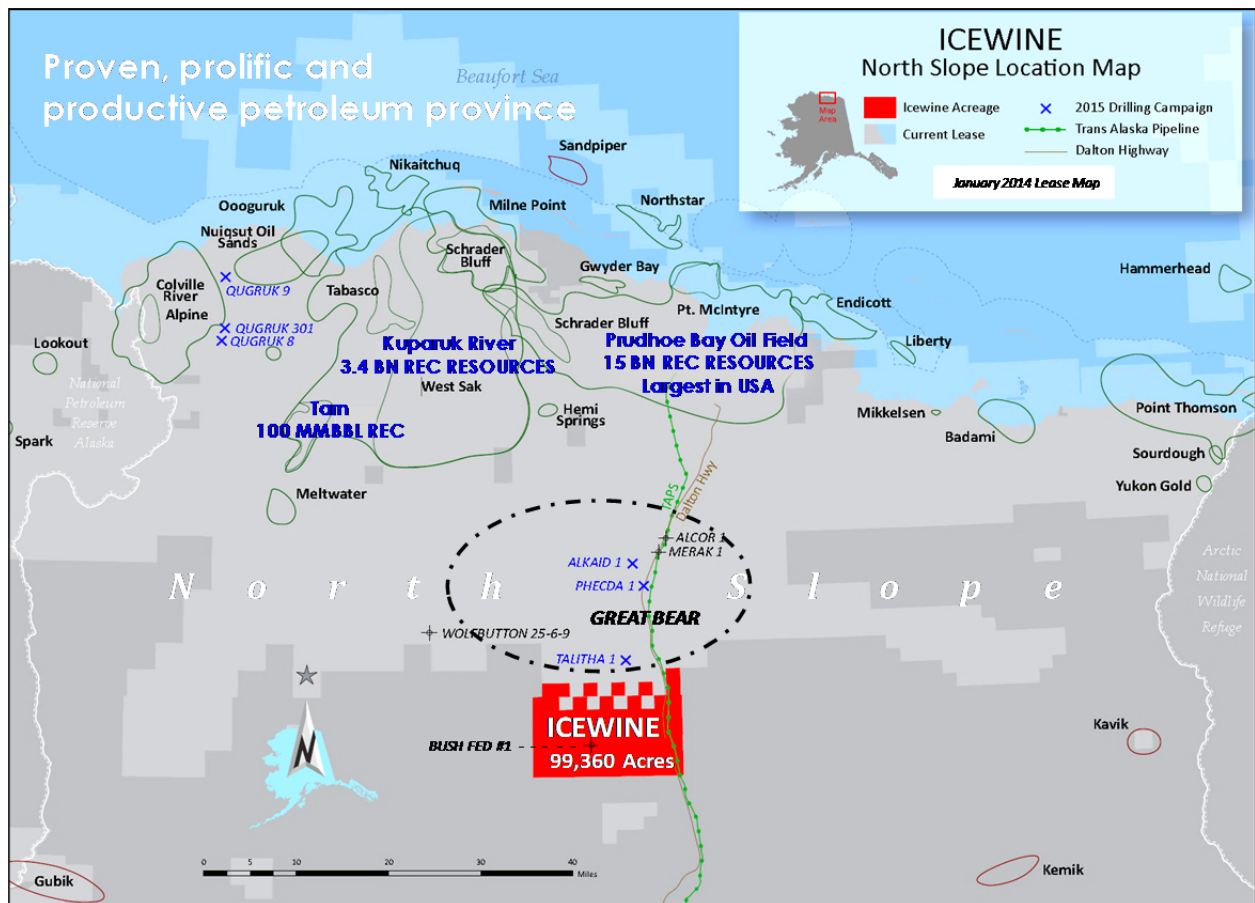 Proven, prolific and
productive petroleum province
Beaufort Sea
ICEWINE
North Slope Location Map
Map
Area
Icewine Acreage
Current Lease
2015 Drilling Campaign
Trans Alaska Pipeline
Dalton Highway
January 2014 Lease Map
Sandpiper
Nikaitchuq
Oooguruk
Milne Point
Northstar
Nuiqsut Oil
Sands
Schrader
Bluff
Gwyder Bay
Hammerhead
Colville
River
Alpine
QUGRUK 9
Tabasco
Pt. McIntyre
Endicott
QUGRUK 301
QUGRUK 8
Schrader Bluff
Liberty
Lookout
Kuparuk River
3.4 BN REC RESOURCES
West Sak
Prudhoe Bay Oil Field
15 BN REC RESOURCES
Largest in USA
National
Petroleum
Reserve
Alaska
Tarn
100 MMBBL REC
Hemi
Springs
Mikkelsen
Badami
Point Thomson
Spark
Sourdough
Yukon Gold
Meltwater
TAPS
Dalton Hwy
ALCOR 1
MERAK 1
ALKAID 1
PHECDA 1
North Slope
Arctic
National
Wildlife
Refuge
GREAT BEAR
WOLFBUTTON 25-6-9
TALITHA 1
ICEWINE
99,360 Acres
BUSH FED #1
N
Kavik
0 5 10 20 30 40
Miles
Gubik
Kemik